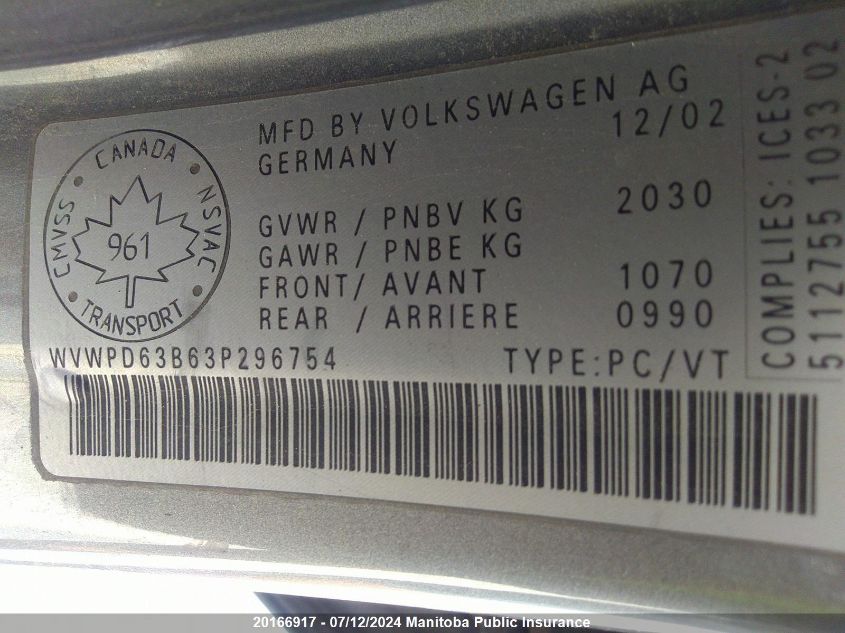 CANADA
CMVSS
NSVAC
961
TRANSPORT
MFD BY VOLKSWAGEN AG
GERMANY 12/02
GVWR / PNBV KG 2030
GAWR / PNBE KG
FRONT/ AVANT 1070
REAR / ARRIERE 0990
WVWPD63B63P296754 TYPE:PC/VT
COMPLIES: ICES-2
5112755 1033 02
20166917 - 07/12/2024 Manitoba Public Insurance